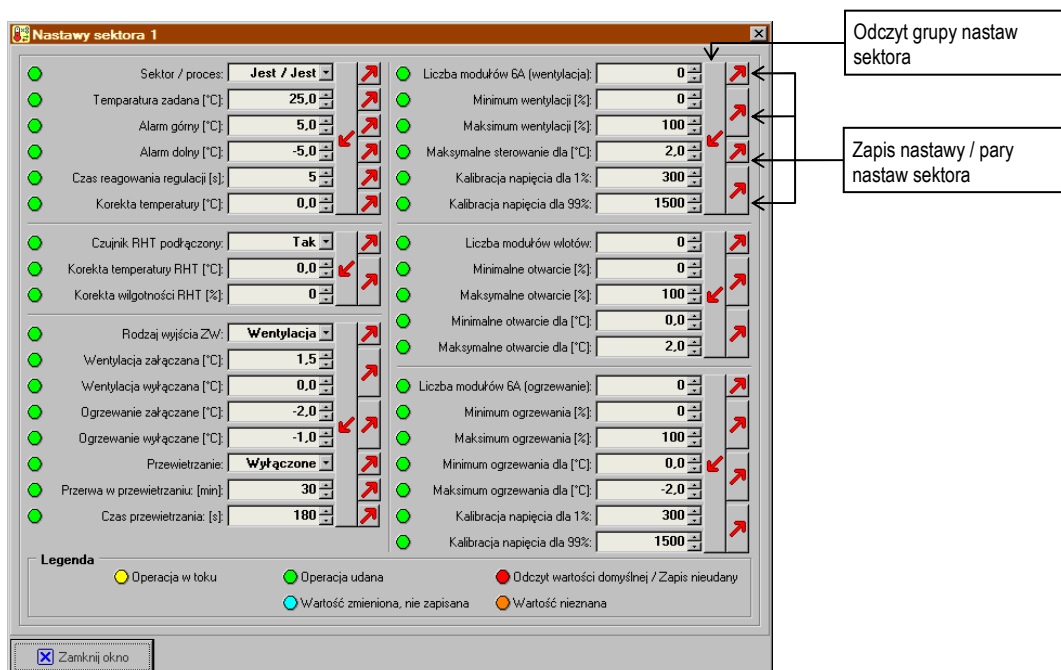 Nastawy sektora 1
Sektor / proces: Jest / Jest
Temparatura zadana [°C]: 25,0
Alarm górny [°C]: 5,0
Alarm dolny [°C]: -5,0
Czas reagowania regulacji [s]: 5
Korekta temperatury [°C]: 0,0
Czujnik RHT podłączony: Tak
Korekta temperatury RHT [°C]: 0,0
Korekta wilgotności RHT [%]: 0
Rodzaj wyjścia ZW: Wentylacja
Wentylacja załączana [°C]: 1,5
Wentylacja wyłączana [°C]: 0,0
Ogrzewanie załączane [°C]: -2,0
Ogrzewanie wyłączane [°C]: -1,0
Przewietrzanie: Wyłączone
Przerwa w przewietrzaniu: [min]: 30
Czas przewietrzania: [s]: 180
Liczba modułów 6A (wentylacja): 0
Minimum wentylacji [%]: 0
Maksimum wentylacji [%]: 100
Maksymalne sterowanie dla [°C]: 2,0
Kalibracja napięcia dla 1%: 300
Kalibracja napięcia dla 99%: 1500
Liczba modułów wlotów: 0
Minimalne otwarcie [%]: 0
Maksymalne otwarcie [%]: 100
Minimalne otwarcie dla [°C]: 0,0
Maksymalne otwarcie dla [°C]: 2,0
Liczba modułów 6A (ogrzewanie): 0
Minimum ogrzewania [%]: 0
Maksimum ogrzewania [%]: 100
Minimum ogrzewania dla [°C]: 0,0
Maksimum ogrzewania dla [°C]: -2,0
Kalibracja napięcia dla 1%: 300
Kalibracja napięcia dla 99%: 1500
Legenda
Operacja w toku
Operacja udana
Odczyt wartości domyślnej / Zapis nieudany
Wartość zmieniona, nie zapisana
Wartość nieznana
Zamknij okno
Odczyt grupy nastaw
sektora
Zapis nastawy / pary
nastaw sektora